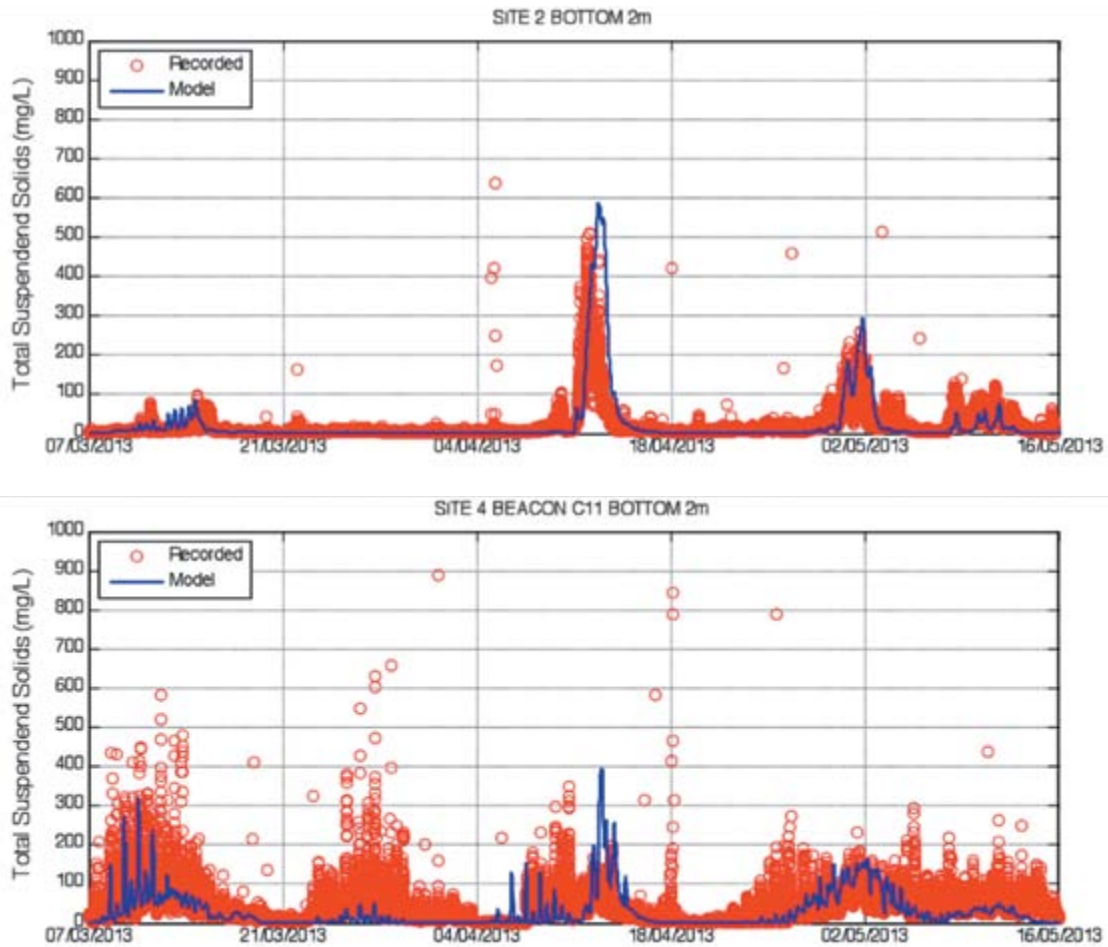 SITE 2 BOTTOM 2m
Total Suspendend Solids (mg/L)
1000
900
800
700
600
500
400
300
200
100
0
Recorded
Model
07/03/2013 21/03/2013 04/04/2013 18/04/2013 02/05/2013 16/05/2013
SITE 4 BEACON C11 BOTTOM 2m
Total Suspendend Solids (mg/L)
1000
900
800
700
600
500
400
300
200
100
0
Recorded
Model
07/03/2013 21/03/2013 04/04/2013 18/04/2013 02/05/2013 16/05/2013